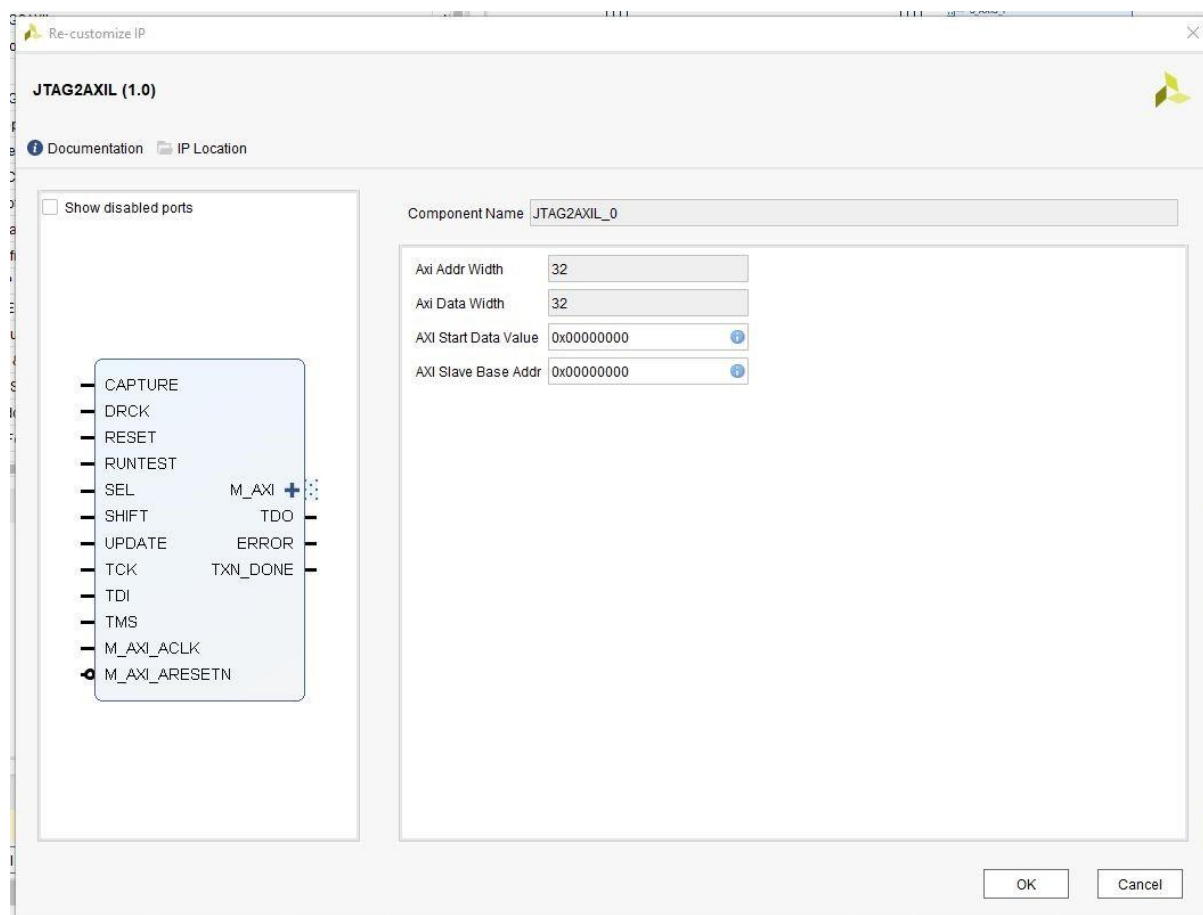 Re-customize IP
JTAG2AXIL (1.0)
Documentation IP Location
Show disabled ports
Component Name JTAG2AXIL_0
Axi Addr Width 32
Axi Data Width 32
AXI Start Data Value 0x00000000
AXI Slave Base Addr 0x00000000
CAPTURE
DRCK
RESET
RUNTEST
SEL M_AXI
SHIFT TDO
UPDATE ERROR
TCK TXN_DONE
TDI
TMS
M_AXI_ACLK
M_AXI_ARESETN
OK Cancel